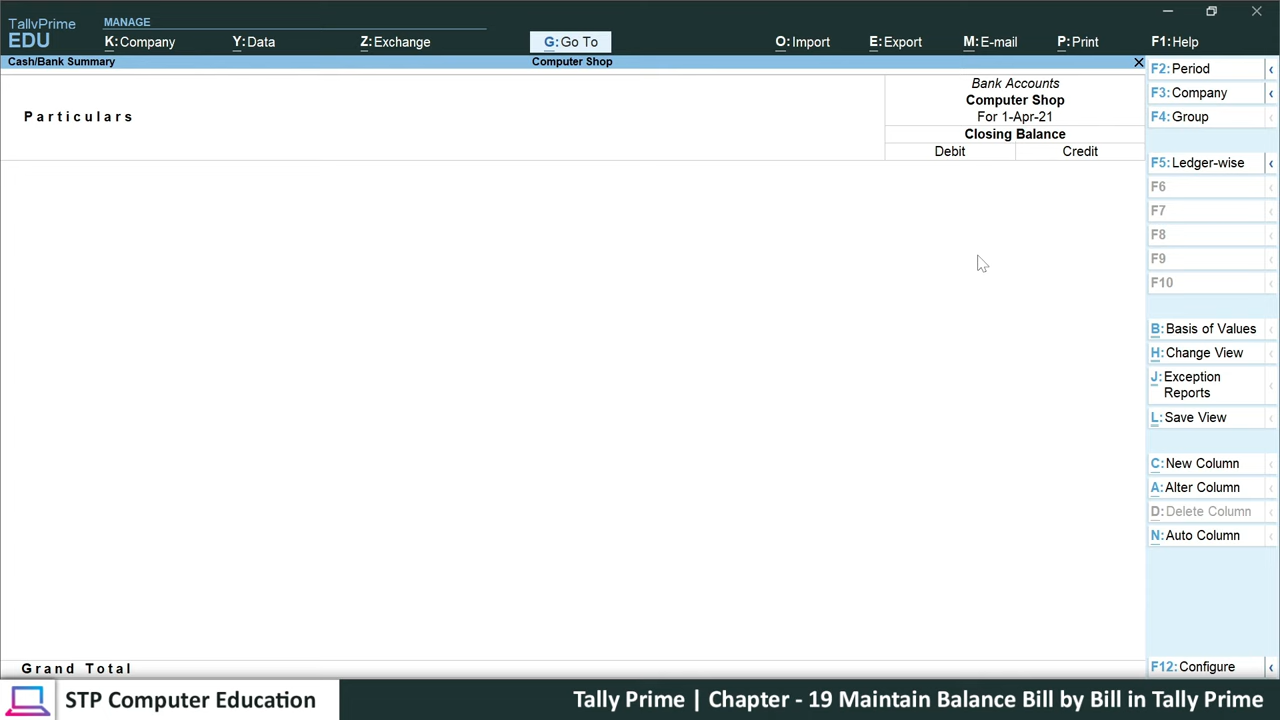 TallyPrime
EDU
MANAGE
K:Company
Y:Data
Z:Exchange
G:Go To
O:Import
E:Export
M:E-mail
P:Print
F1:Help
Cash/Bank Summary
Computer Shop
Particulars
Bank Accounts
Computer Shop
For 1-Apr-21
Closing Balance
Debit
Credit
Grand Total
F2:Period
F3:Company
F4:Group
F5:Ledger-wise
F6
F7
F8
F9
F10
B:Basis of Values
H:Change View
J:Exception
Reports
L:Save View
C:New Column
A:Alter Column
D:Delete Column
N:Auto Column
F12:Configure
STP Computer Education
Tally Prime | Chapter - 19 Maintain Balance Bill by Bill in Tally Prime